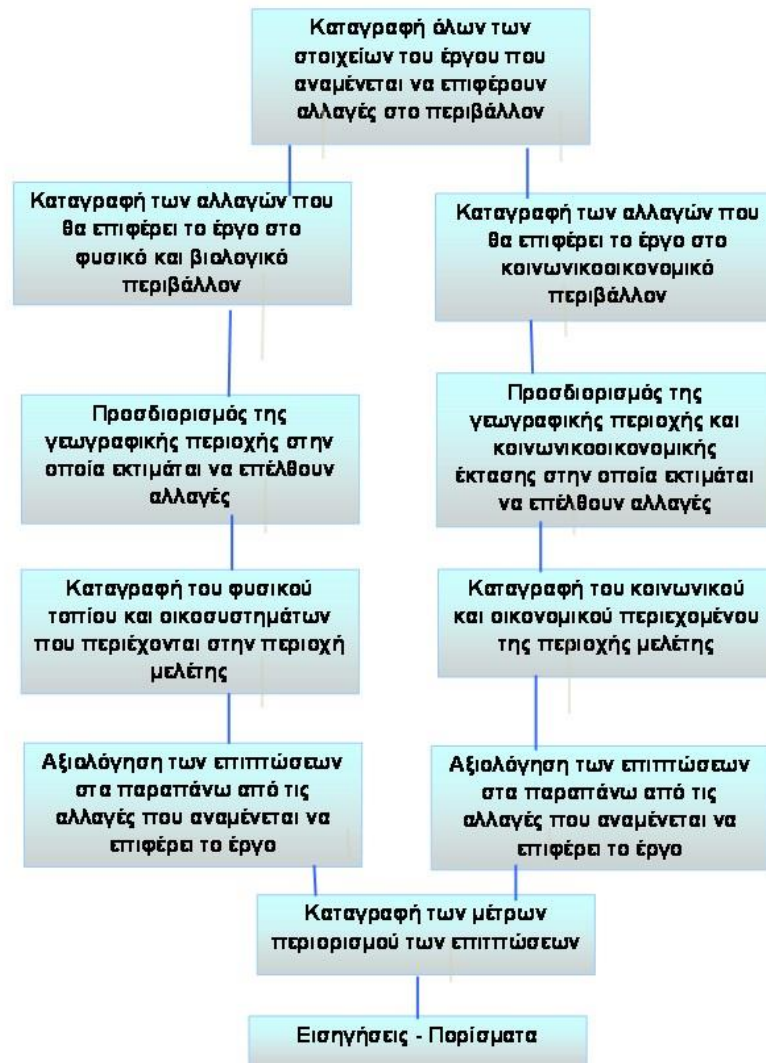 Καταγραφή όλων των
στοιχείων του έργου που
αναμένεται να επιφέρουν
αλλαγές στο περιβάλλον
Καταγραφή των αλλαγών που
θα επιφέρει το έργο στο
φυσικό και βιολογικό
περιβάλλον
Καταγραφή των αλλαγών που
θα επιφέρει το έργο στο
κοινωνικοοικονομικό
περιβάλλον
Προσδιορισμός της
γεωγραφικής περιοχής στην
οποία εκτιμάται να επέλθουν
αλλαγές
Προσδιορισμός της
γεωγραφικής περιοχής και
κοινωνικοοικονομικής
έκτασης στην οποία εκτιμάται
να επέλθουν αλλαγές
Καταγραφή του φυσικού
τοπίου και οικοσυστημάτων
που περιέχονται στην περιοχή
μελέτης
Καταγραφή του κοινωνικού
και οικονομικού περιεχομένου
της περιοχής μελέτης
Αξιολόγηση των επιπτώσεων
στα παραπάνω από τις
αλλαγές που αναμένεται να
επιφέρει το έργο
Αξιολόγηση των επιπτώσεων
στα παραπάνω από τις
αλλαγές που αναμένεται να
επιφέρει το έργο
Καταγραφή των μέτρων
περιορισμού των επιπτώσεων
Εισηγήσεις - Πορίσματα